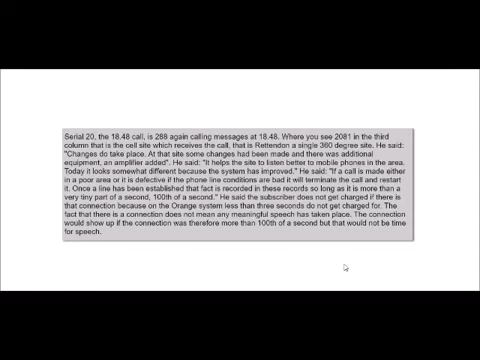 Serial 20, the 18.48 call, is 288 again calling messages at 18.48. Where you see 2081 in the third
column that is the cell site which receives the call, that is Rettendon a single 360 degree site. He said:
"Changes do take place. At that site some changes had been made and there was additional
equipment, an amplifier added". He said: "It helps the site to listen better to mobile phones in the area.
Today it looks somewhat different because the system has improved." He said: "If a call is made either
in a poor area or it is defective if the phone line conditions are bad it will terminate the call and restart
it. Once a line has been established that fact is recorded in these records so long as it is more than a
very tiny part of a second, 100th of a second." He said the subscriber does not get charged if there is
that connection because on the Orange system less than three seconds do not get charged for. The
fact that there is a connection does not mean any meaningful speech has taken place. The connection
would show up if the connection was therefore more than 100th of a second but that would not be time
for speech.